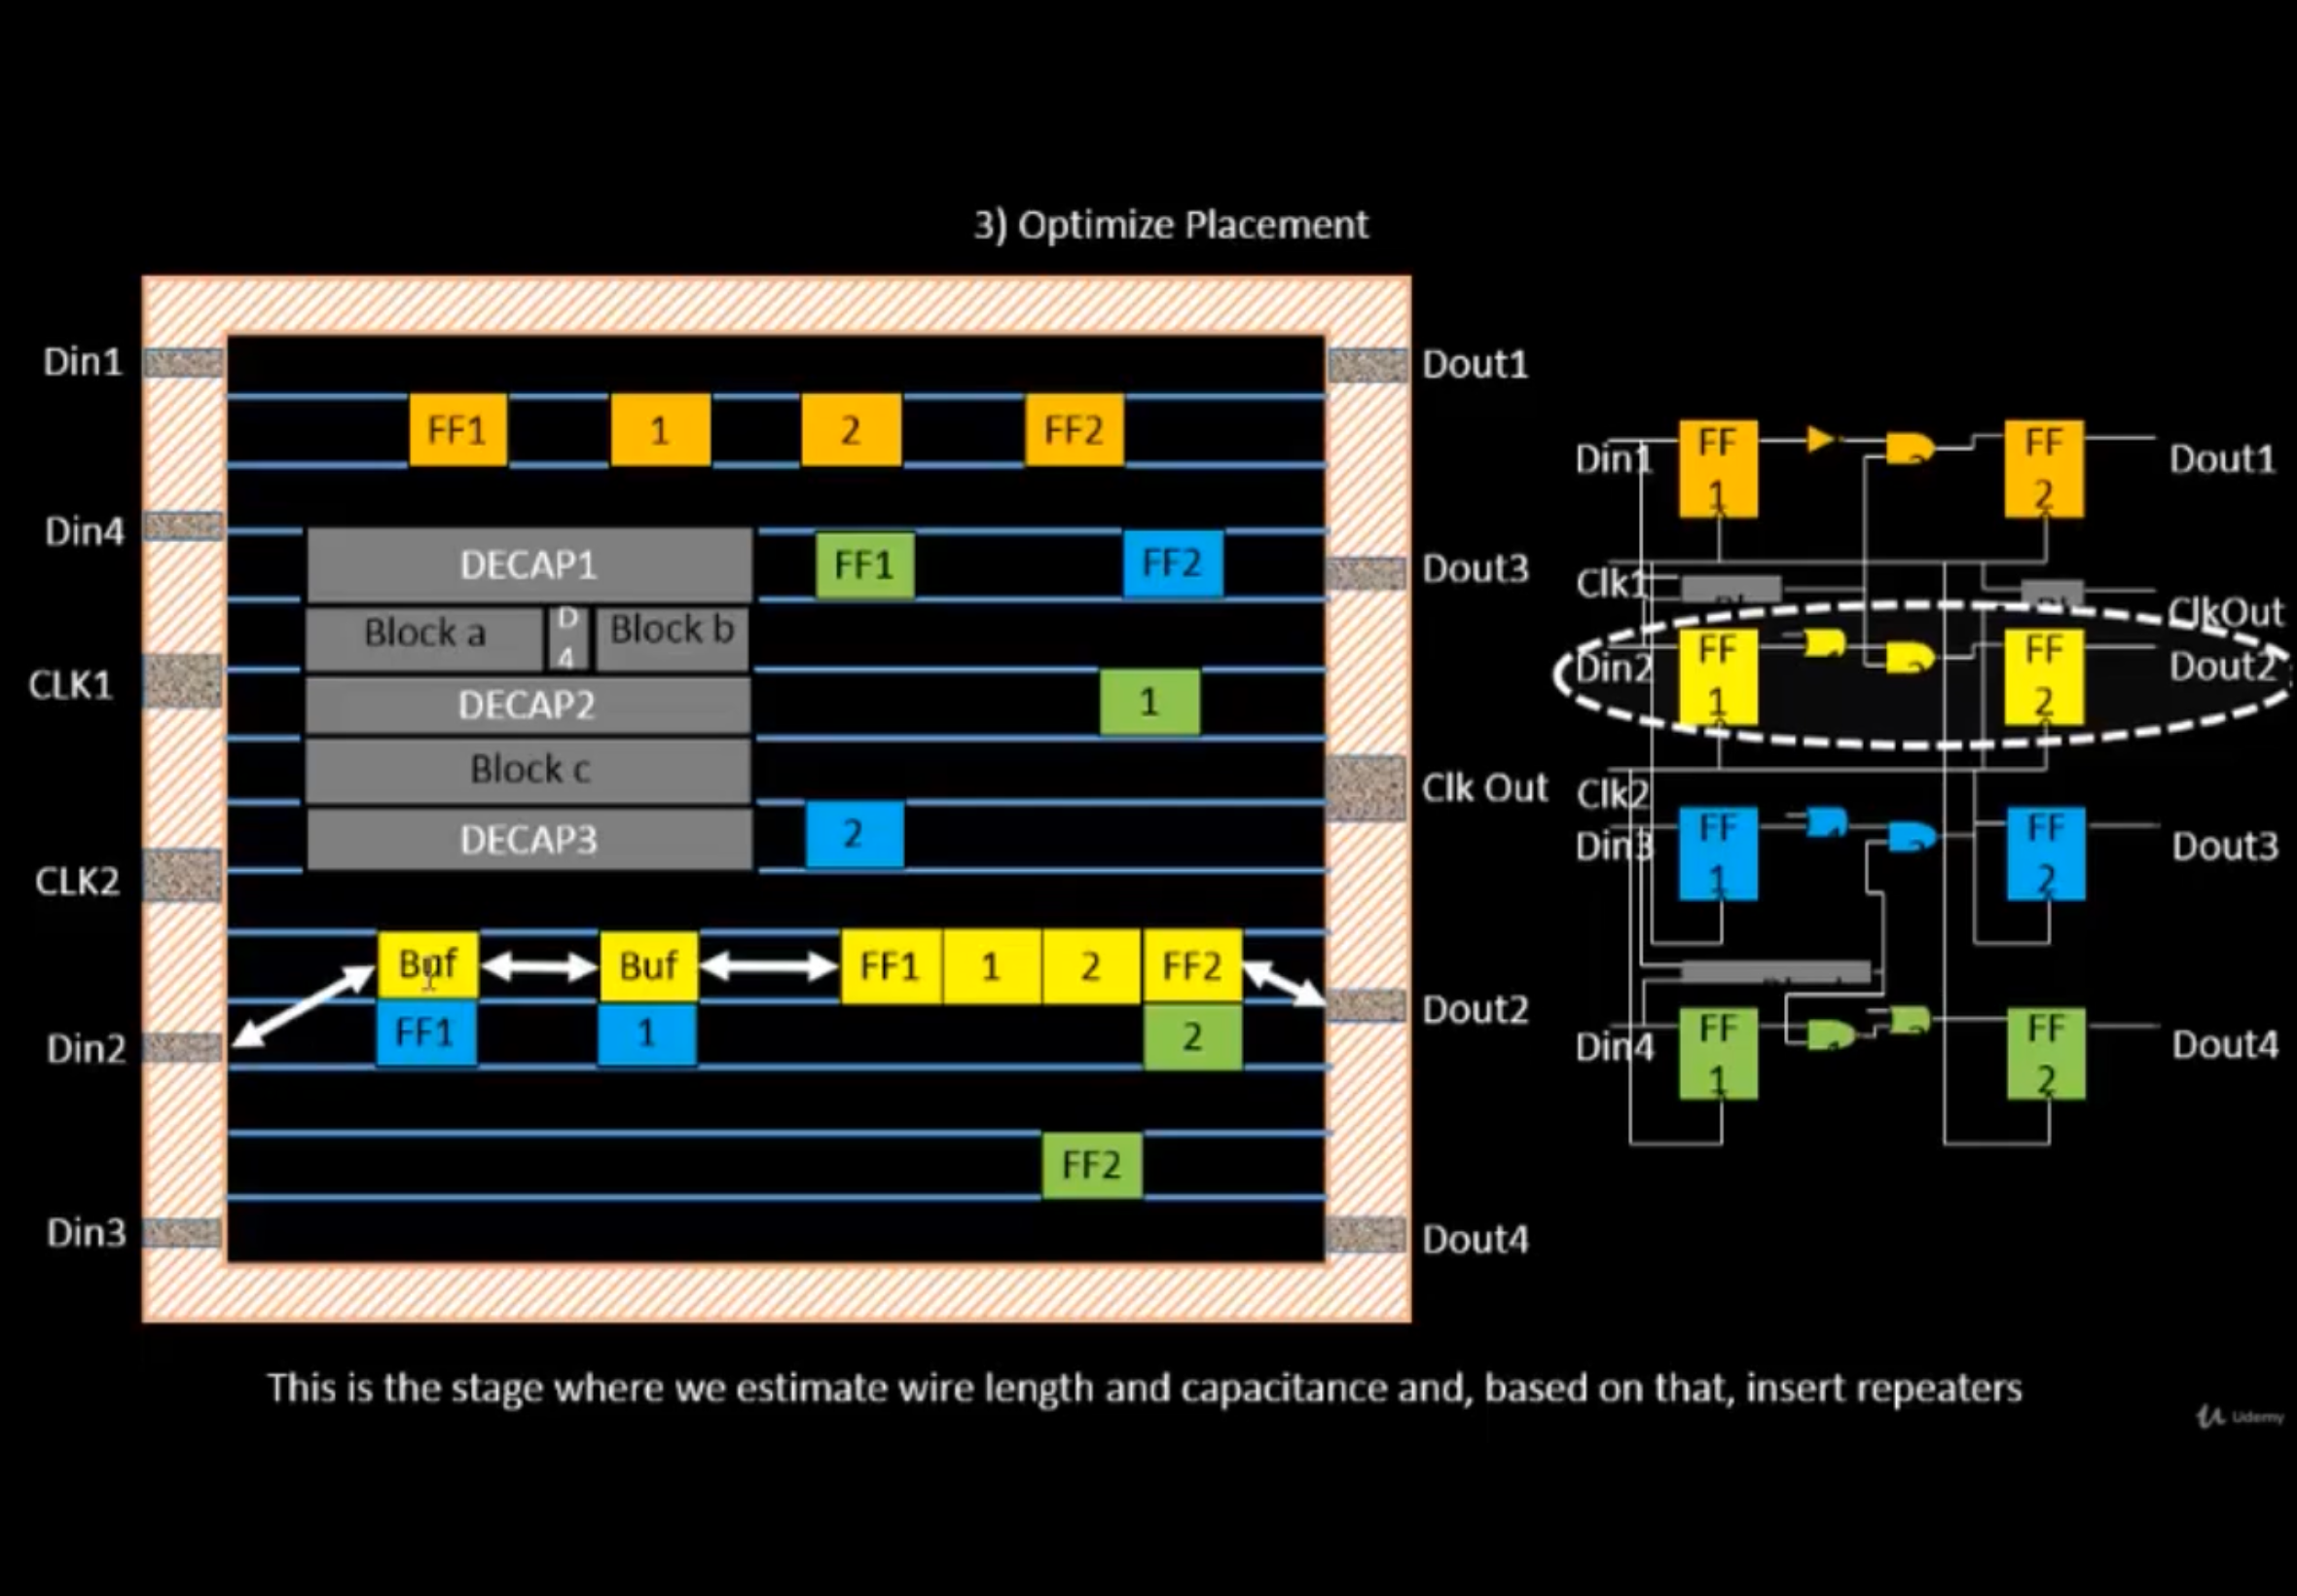 3) Optimize Placement
Din1
Dout1
FF1 1 2 FF2
Din4
DECAP1 FF1 FF2
Dout3
Block a D4 Block b
CLK1
DECAP2 1
Block c
Clk Out
DECAP3 2
CLK2
Buf Buf FF1 1 2 FF2
Dout2
FF1 1 2
Din2
FF2
Din3
Dout4
Din1 FF 1 FF 2 Dout1
Clk1 ClkOut
Din2 FF 1 FF 2 Dout2
Clk2
Din3 FF 1 FF 2 Dout3
Din4 FF 1 FF 2 Dout4
This is the stage where we estimate wire length and capacitance and, based on that, insert repeaters
Udemy